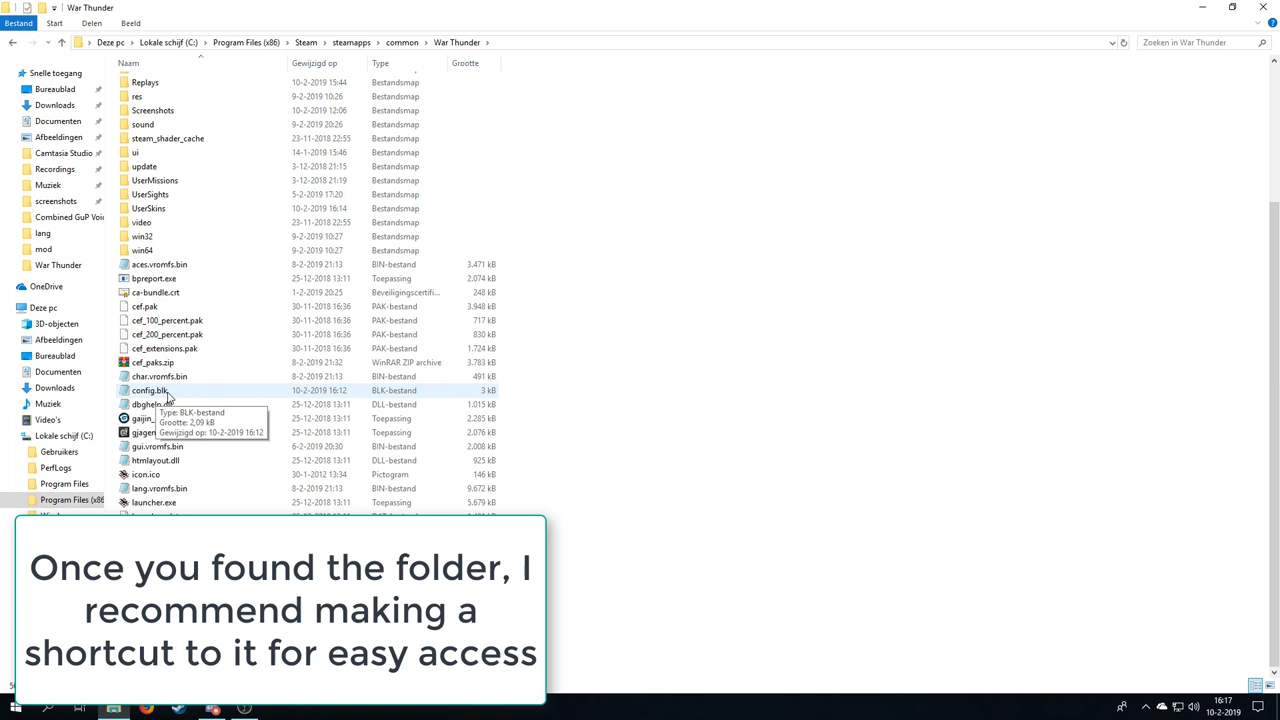 War Thunder
Bestand Start Delen Beeld
Deze pc Lokale schijf (C:) Program Files (x86) Steam steamapps common War Thunder Zoeken in War Thunder
Naam Gewijzigd op Type Grootte
Snelle toegang
Bureaublad
Downloads
Documenten
Afbeeldingen
Camtasia Studio
Recordings
Muziek
screenshots
Combined GuP Voi
lang
mod
War Thunder
OneDrive
Deze pc
3D-objecten
Afbeeldingen
Bureaublad
Documenten
Downloads
Muziek
Video's
Lokale schijf (C:)
Gebruikers
PerfLogs
Program Files
Program Files (x86
Replays 10-2-2019 15:44 Bestandsmap
res 9-2-2019 10:26 Bestandsmap
Screenshots 10-2-2019 12:06 Bestandsmap
sound 9-2-2019 20:26 Bestandsmap
steam_shader_cache 23-11-2018 22:55 Bestandsmap
ui 14-1-2019 15:46 Bestandsmap
update 3-12-2018 21:15 Bestandsmap
UserMissions 3-12-2018 21:19 Bestandsmap
UserSights 5-2-2019 17:20 Bestandsmap
UserSkins 10-2-2019 16:14 Bestandsmap
video 23-11-2018 22:55 Bestandsmap
win32 9-2-2019 10:27 Bestandsmap
win64 9-2-2019 10:27 Bestandsmap
aces.vromfs.bin 8-2-2019 21:13 BIN-bestand 3.471 kB
bpreport.exe 25-12-2018 13:11 Toepassing 2.074 kB
ca-bundle.crt 1-2-2019 20:25 Beveiligingscertifi... 248 kB
cef.pak 30-11-2018 16:36 PAK-bestand 3.948 kB
cef_100_percent.pak 30-11-2018 16:36 PAK-bestand 717 kB
cef_200_percent.pak 30-11-2018 16:36 PAK-bestand 830 kB
cef_extensions.pak 30-11-2018 16:36 PAK-bestand 1.724 kB
cef_paks.zip 8-2-2019 21:32 WinRAR ZIP archive 3.783 kB
char.vromfs.bin 8-2-2019 21:13 BIN-bestand 491 kB
config.blk 10-2-2019 16:12 BLK-bestand 3 kB
dbghelp 25-12-2018 13:11 DLL-bestand 1.015 kB
gaijin_ 25-12-2018 13:11 Toepassing 2.285 kB
gjagen 25-12-2018 13:11 Toepassing 2.076 kB
gui.vromfs.bin 6-2-2019 20:30 BIN-bestand 2.008 kB
htmlayout.dll 25-12-2018 13:11 DLL-bestand 925 kB
icon.ico 30-1-2012 13:34 Pictogram 146 kB
lang.vromfs.bin 8-2-2019 21:13 BIN-bestand 9.672 kB
launcher.exe 25-12-2018 13:11 Toepassing 5.679 kB
Type: BLK-bestand
Grootte: 2,09 kB
Gewijzigd op: 10-2-2019 16:12
Once you found the folder, I
recommend making a
shortcut to it for easy access
16:17
10-2-2019